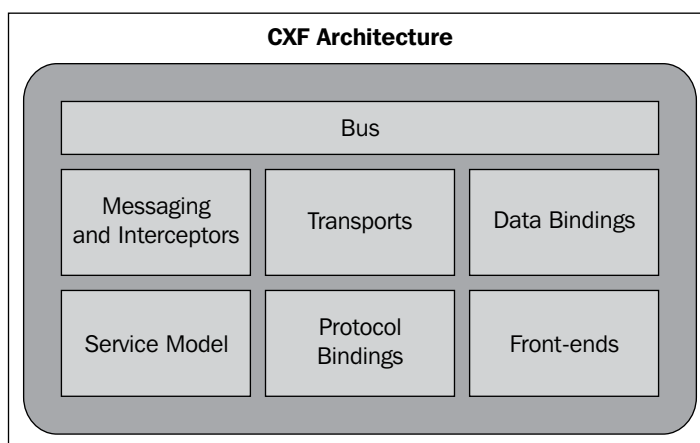 CXF Architecture
Bus
Messaging
and Interceptors
Transports
Data Bindings
Service Model
Protocol
Bindings
Front-ends